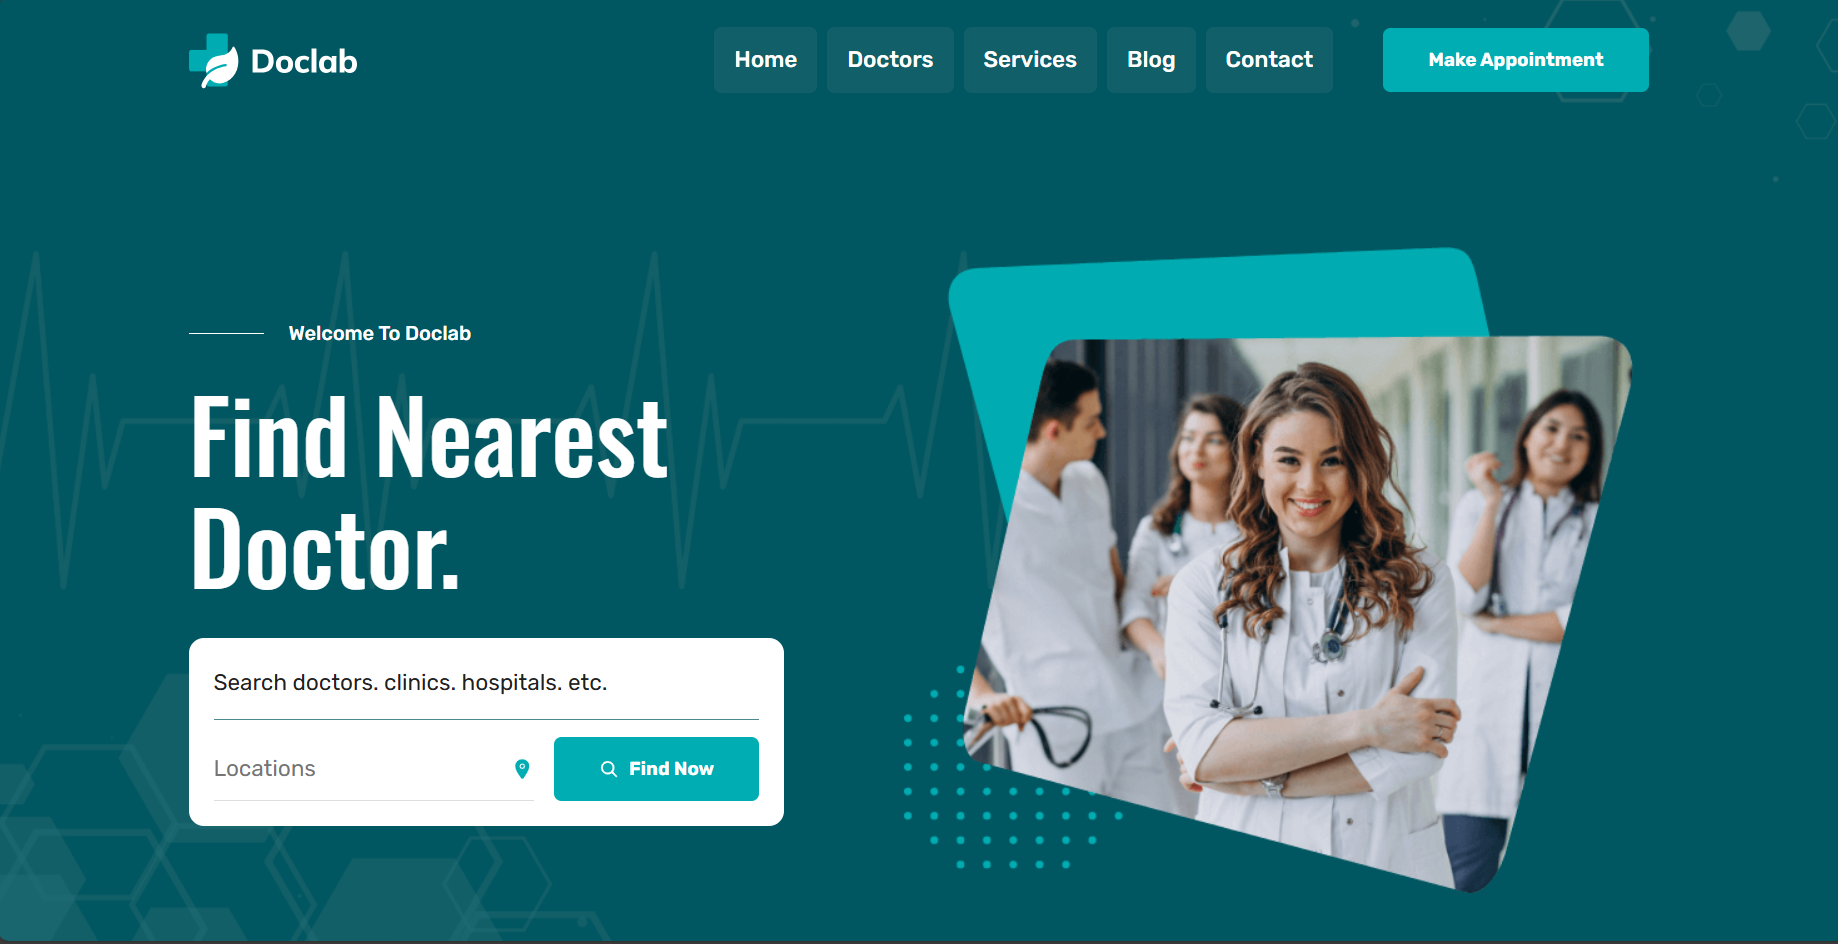 Doclab
Home
Doctors
Services
Blog
Contact
Make Appointment
Welcome To Doclab
Find Nearest
Doctor.
Search doctors. clinics. hospitals. etc.
Locations
Find Now